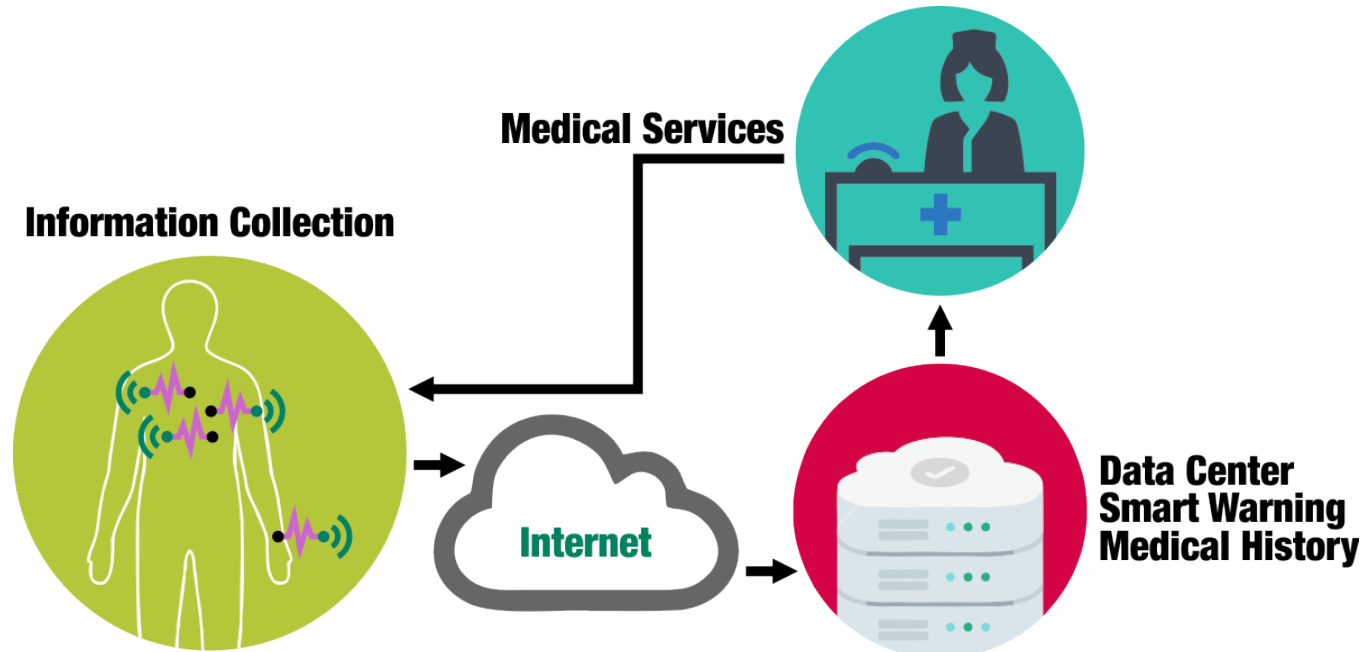 Medical Services
Information Collection
Internet
Data Center
Smart Warning
Medical History